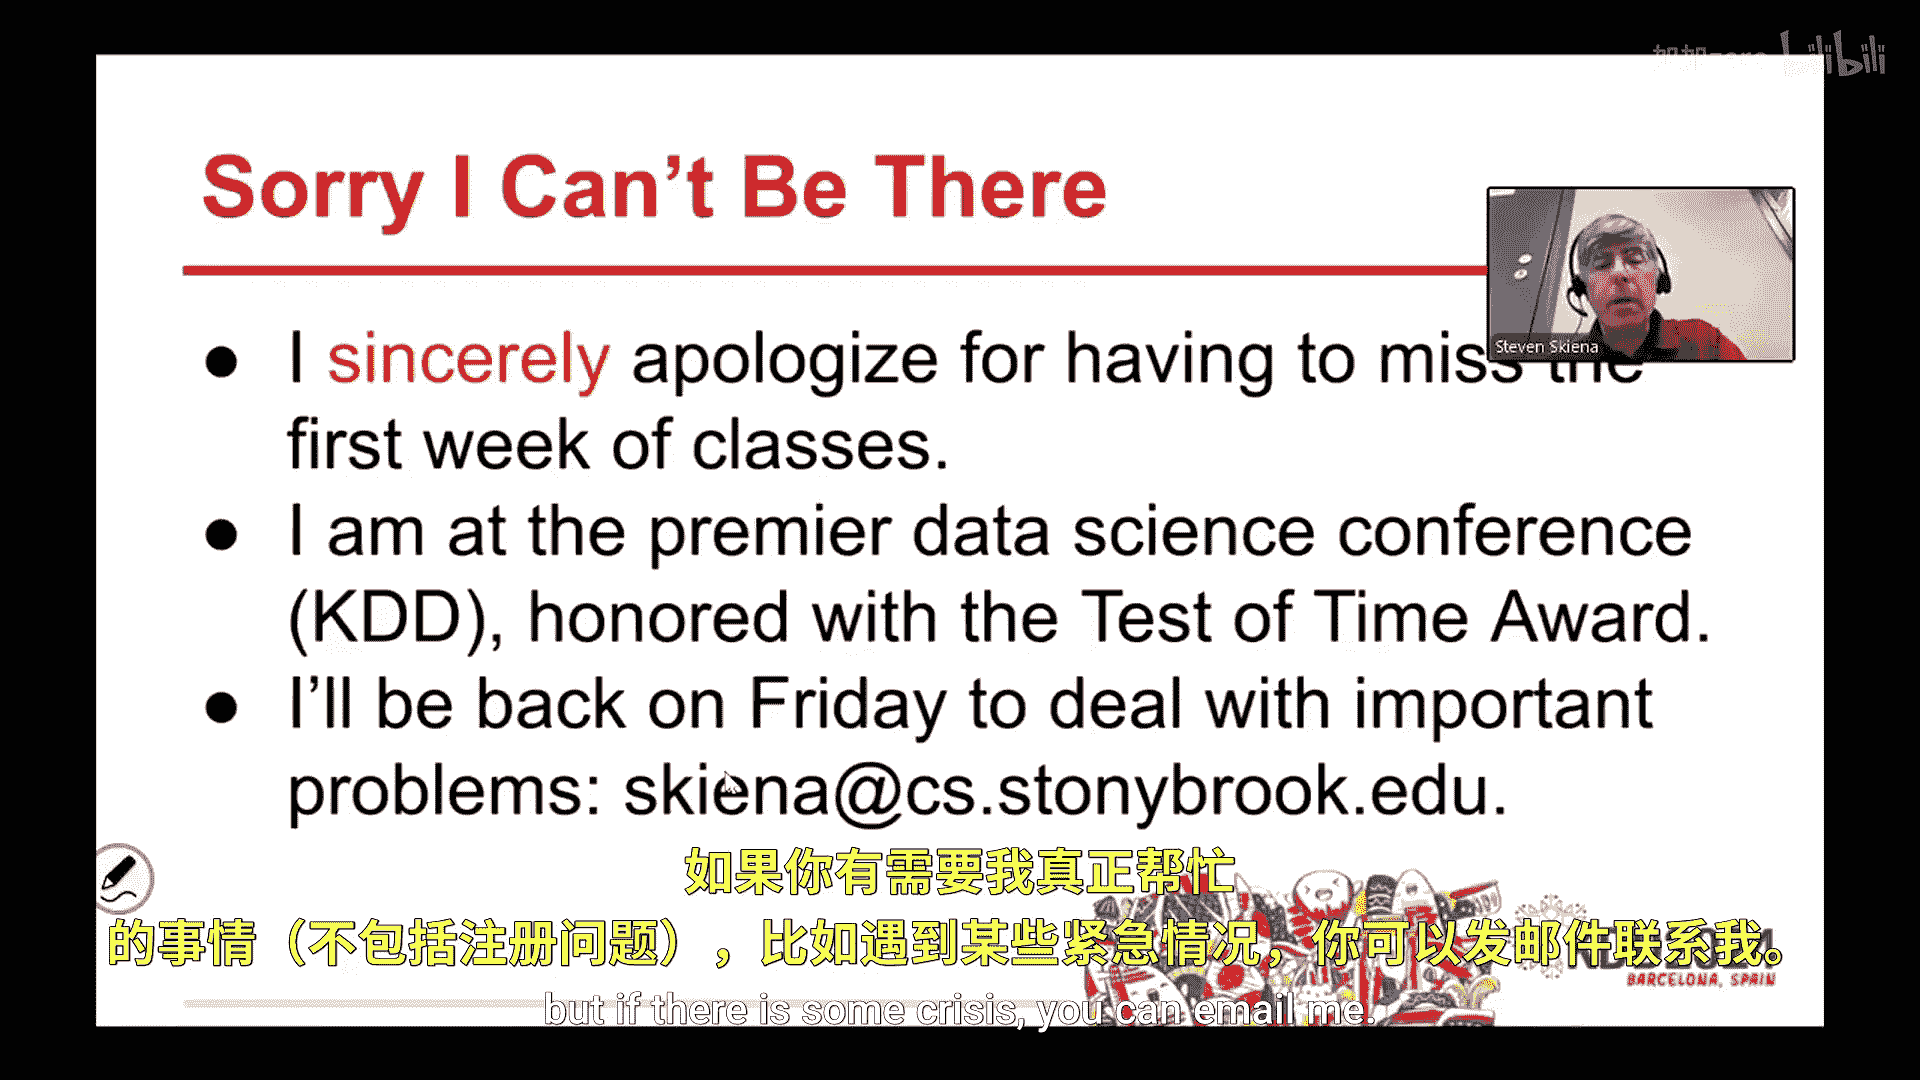 bilibili
Sorry I Can't Be There
Steven Skiena
● I sincerely apologize for having to miss the
first week of classes.
● I am at the premier data science conference
(KDD), honored with the Test of Time Award.
● I'll be back on Friday to deal with important
problems: skiena@cs.stonybrook.edu.
如果你有需要我真正帮忙
的事情（不包括注册问题），比如遇到某些紧急情况，你可以发邮件联系我。
BARCELONA, SPAIN
but if there is some crisis, you can email me.